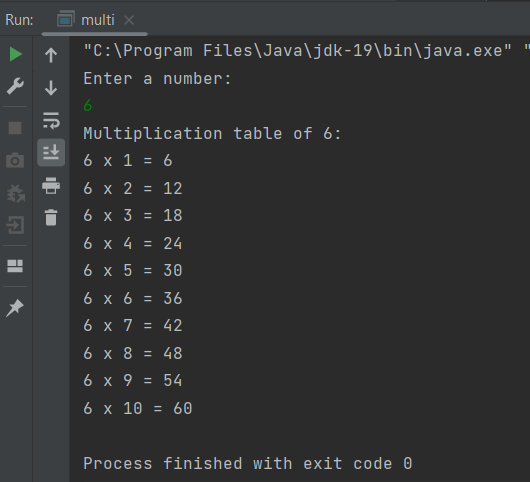 Run: multi
"C:\Program Files\Java\jdk-19\bin\java.exe" "
Enter a number:
6
Multiplication table of 6:
6 x 1 = 6
6 x 2 = 12
6 x 3 = 18
6 x 4 = 24
6 x 5 = 30
6 x 6 = 36
6 x 7 = 42
6 x 8 = 48
6 x 9 = 54
6 x 10 = 60
Process finished with exit code 0